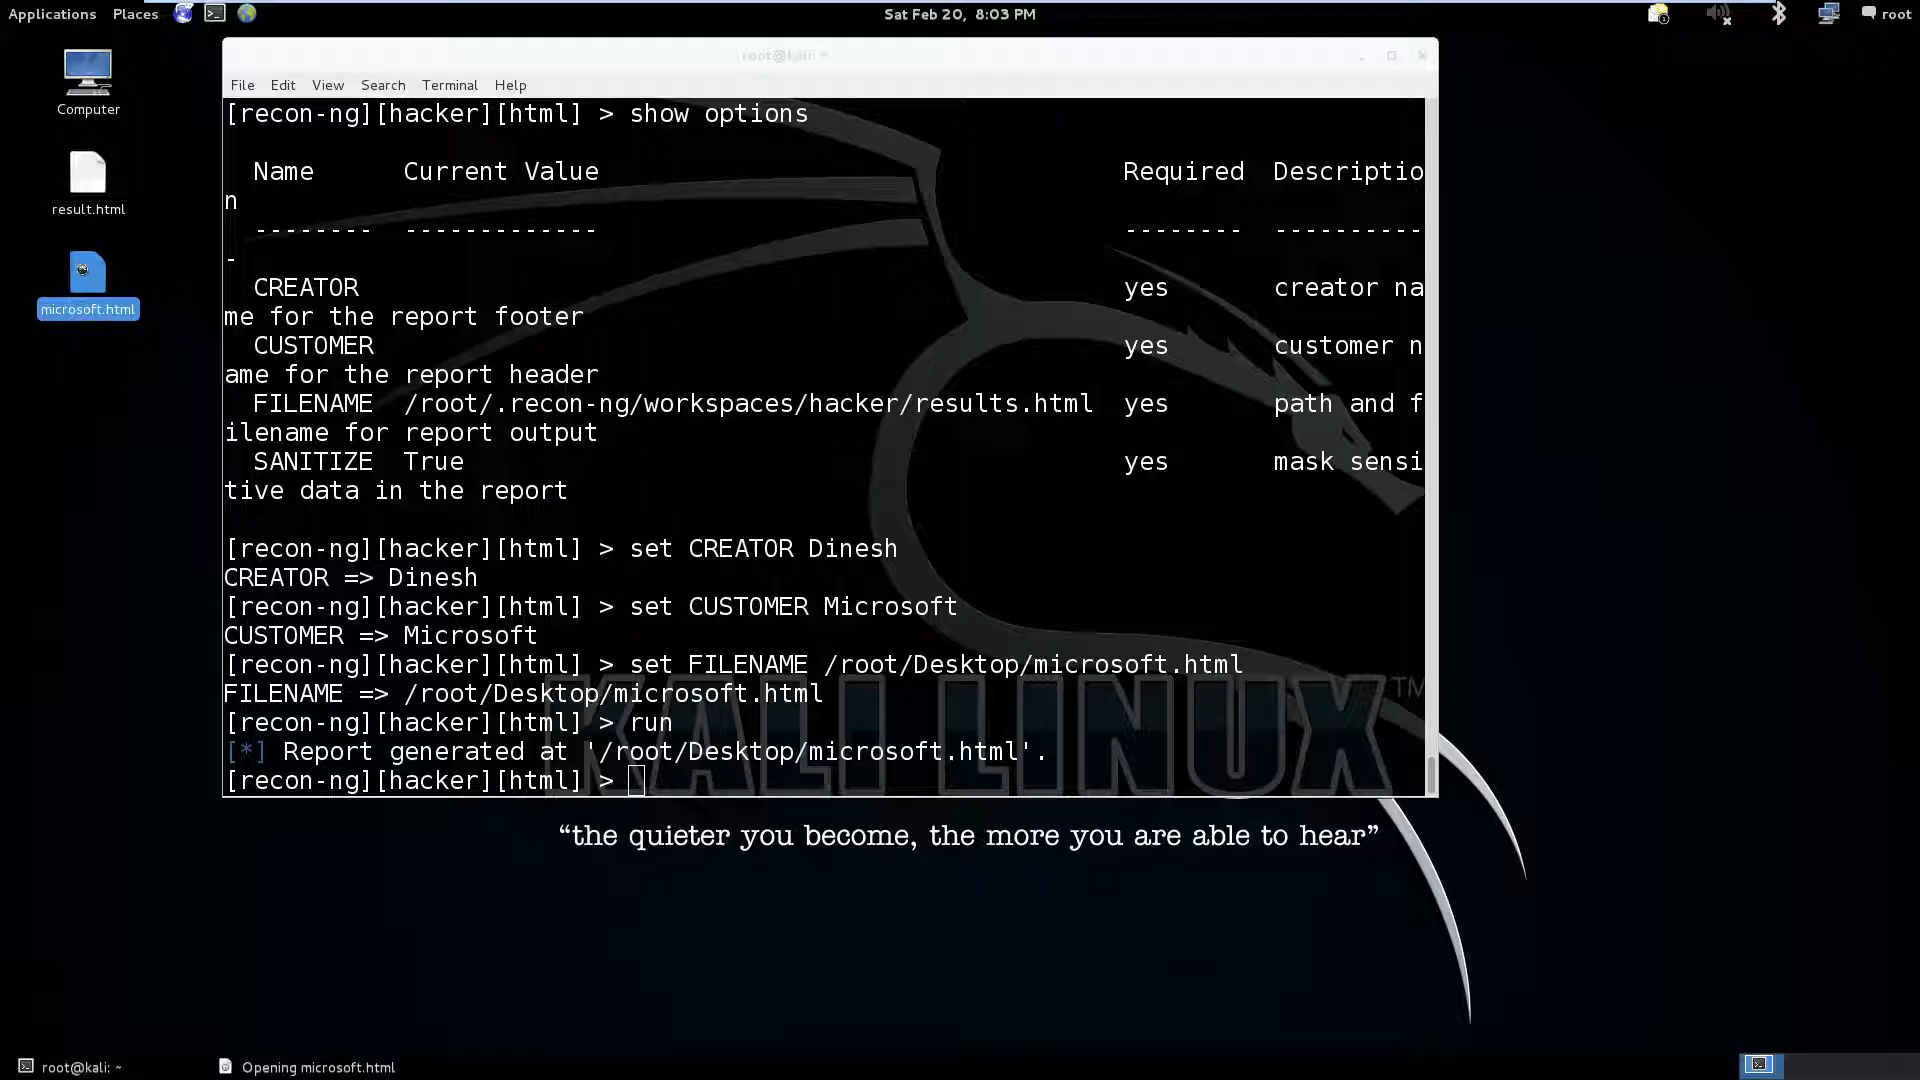 Applications Places Sat Feb 20, 8:03 PM root
Computer
result.html
microsoft.html
root@kali: ~
File Edit View Search Terminal Help
[recon-ng][hacker][html] > show options
Name Current Value Required Descriptio
n
-------- ------------- -------- ----------
-
CREATOR yes creator na
me for the report footer
CUSTOMER yes customer n
ame for the report header
FILENAME /root/.recon-ng/workspaces/hacker/results.html yes path and f
ilename for report output
SANITIZE True yes mask sensi
tive data in the report
[recon-ng][hacker][html] > set CREATOR Dinesh
CREATOR => Dinesh
[recon-ng][hacker][html] > set CUSTOMER Microsoft
CUSTOMER => Microsoft
[recon-ng][hacker][html] > set FILENAME /root/Desktop/microsoft.html
FILENAME => /root/Desktop/microsoft.html
[recon-ng][hacker][html] > run
[*] Report generated at '/root/Desktop/microsoft.html'.
[recon-ng][hacker][html] >
KALI LINUX TM
“the quieter you become, the more you are able to hear”
root@kali: ~ Opening microsoft.html